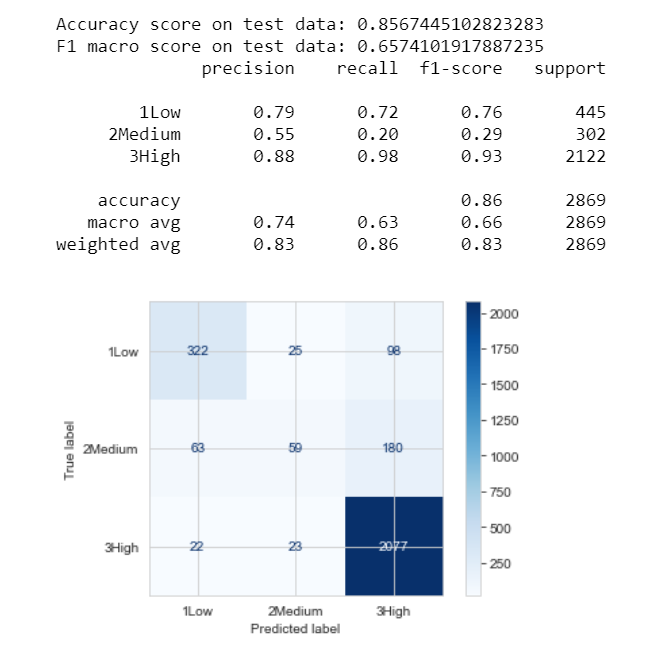 Accuracy score on test data: 0.8567445102823283
F1 macro score on test data: 0.6574101917887235
precision recall f1-score support
1Low 0.79 0.72 0.76 445
2Medium 0.55 0.20 0.29 302
3High 0.88 0.98 0.93 2122
accuracy 0.86 2869
macro avg 0.74 0.63 0.66 2869
weighted avg 0.83 0.86 0.83 2869
2000
1750
1500
1250
1000
750
500
250
True label
1Low 322 25 98
2Medium 63 59 180
3High 22 23 2077
1Low 2Medium 3High
Predicted label